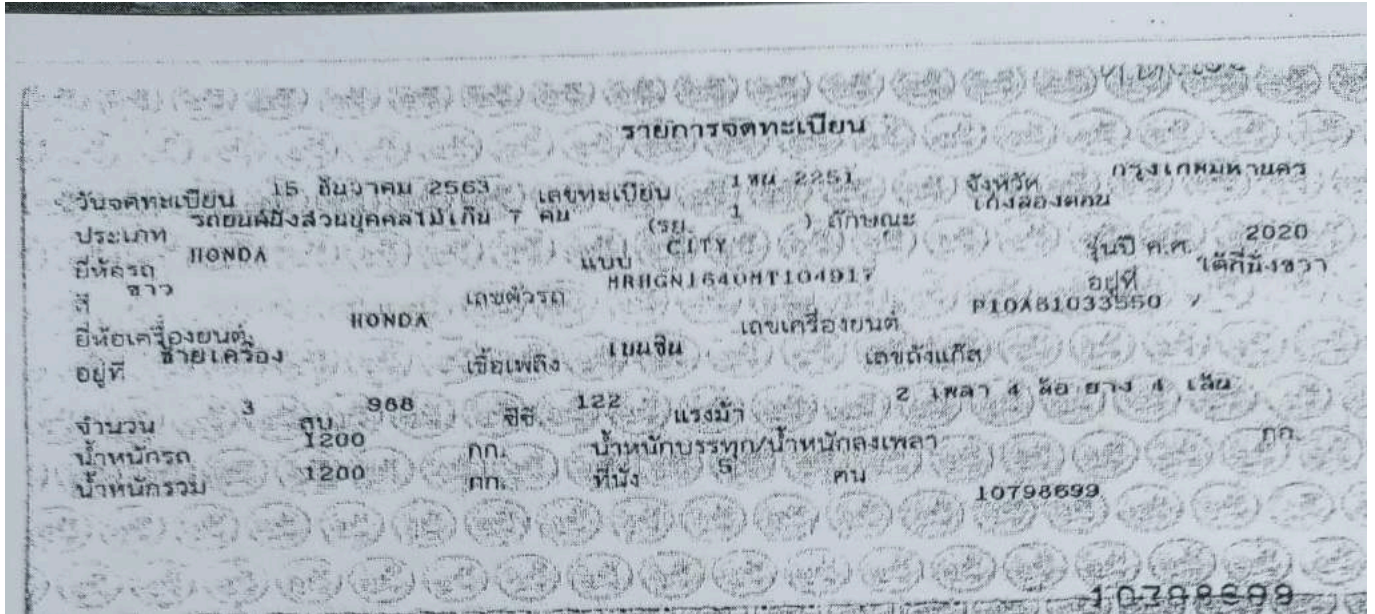 รายการจดทะเบียน
วันจดทะเบียน 15 ธันวาคม 2563 เลขทะเบียน 1 2251 จังหวัด กรุงเทพมหานคร
ประเภท รถยนต์นั่งส่วนบุคคลไม่เกิน 7 คน (รย. 1 ) ลักษณะ เก๋งสองตอน
ยี่ห้อรถ HONDA แบบ CITY รุ่นปี ค.ศ. 2020
สี ขาว เลขตัวรถ MRHGN1640MT104917 อยู่ที่ ใต้ที่นั่งขวา
ยี่ห้อเครื่องยนต์ HONDA เลขเครื่องยนต์ P10A61033550
อยู่ที่ ซ้ายเครื่อง เชื้อเพลิง เบนซิน เลขถังแก๊ส
จำนวน 3 สูบ 988 ซีซี 122 แรงม้า 2 เพลา 4 ล้อ ยาง 4 เส้น
น้ำหนักรถ 1200 กก. น้ำหนักบรรทุก/น้ำหนักลงเพลา กก.
น้ำหนักรวม 1200 กก. ที่นั่ง 5 คน
10798699
10798699